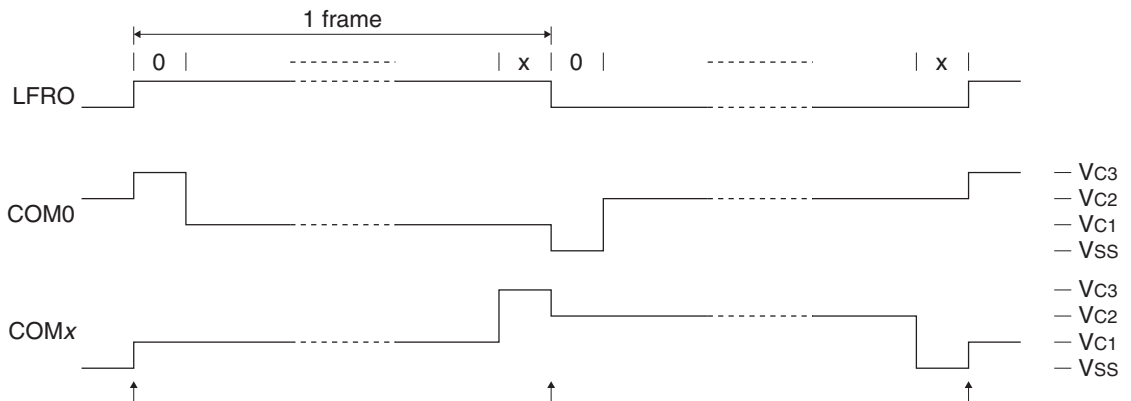 1 frame
0 x 0 x
LFRO
COM0
VC3
VC2
VC1
VSS
COMx
VC3
VC2
VC1
VSS